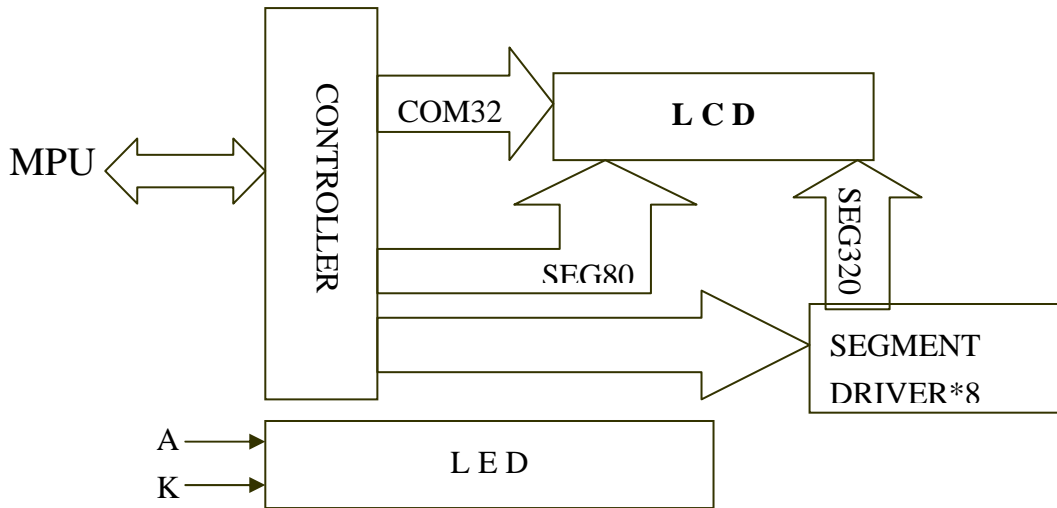 MPU
CONTROLLER
COM32
L C D
SEG80
SEG320
SEGMENT
DRIVER*8
A
K
L E D